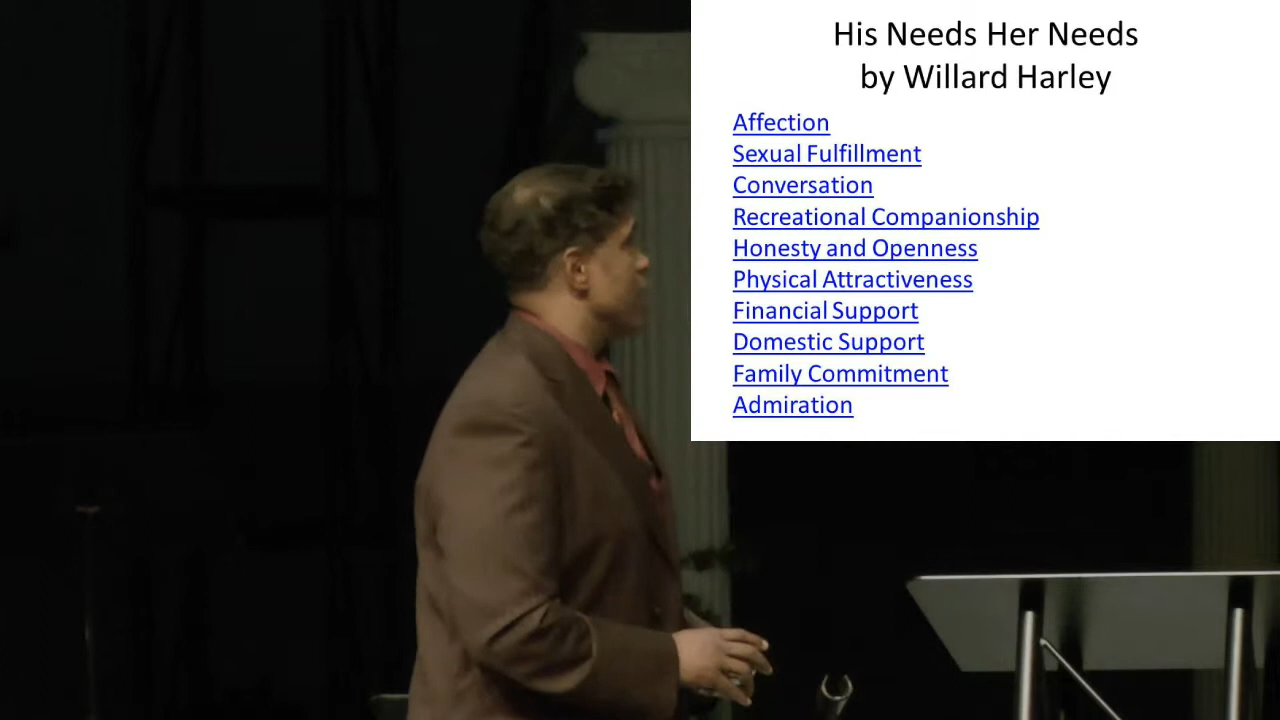 His Needs Her Needs
by Willard Harley
Affection
Sexual Fulfillment
Conversation
Recreational Companionship
Honesty and Openness
Physical Attractiveness
Financial Support
Domestic Support
Family Commitment
Admiration